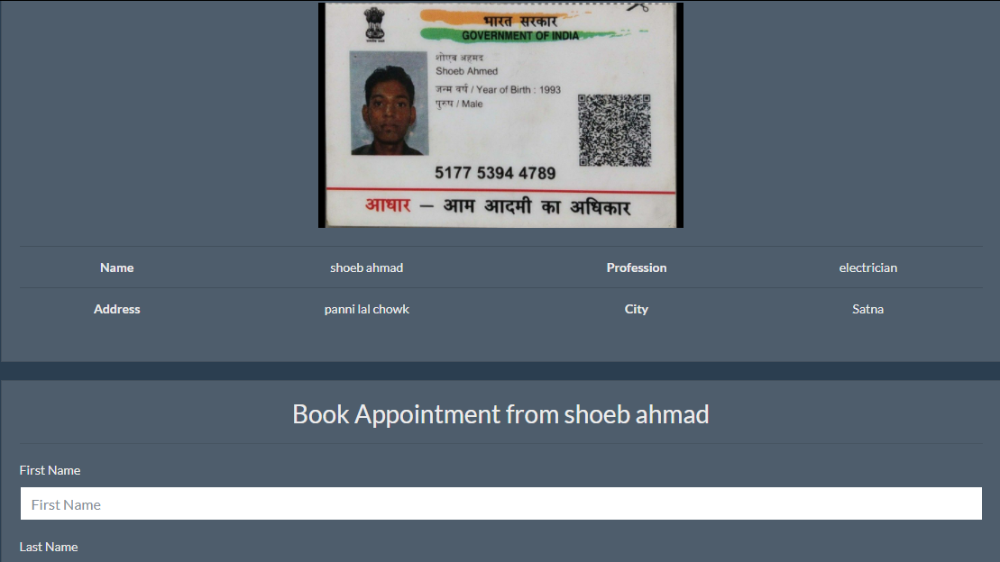 भारत सरकार
GOVERNMENT OF INDIA
शोएब अहमद
Shoeb Ahmed
जन्म वर्ष / Year of Birth : 1993
पुरुष / Male
5177 5394 4789
आधार — आम आदमी का अधिकार
Name shoeb ahmad Profession electrician
Address panni lal chowk City Satna
Book Appointment from shoeb ahmad
First Name
First Name
Last Name